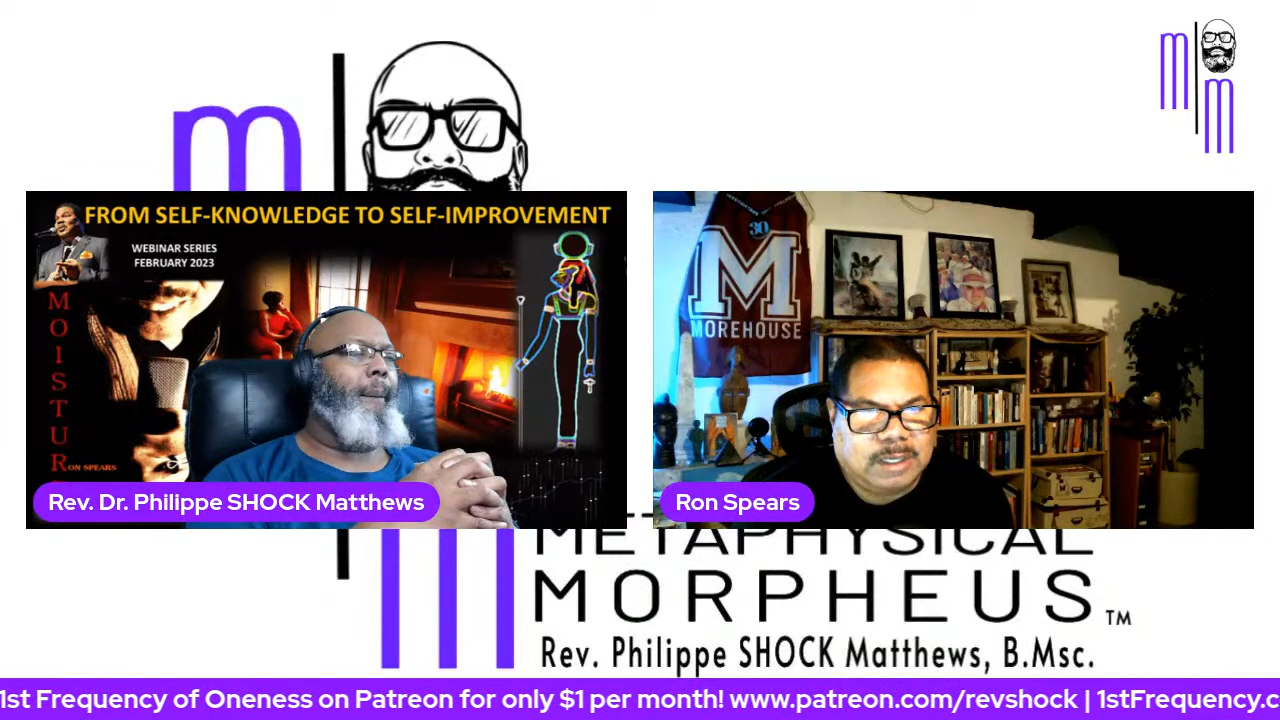 m
m
m
FROM SELF-KNOWLEDGE TO SELF-IMPROVEMENT
WEBINAR SERIES
FEBRUARY 2023
MOISTUR
RON SPEARS
30
M
MOREHOUSE
Rev. Dr. Philippe SHOCK Matthews
Ron Spears
m
METAPHYSICAL
MORPHEUS
TM
Rev. Philippe SHOCK Matthews, B.Msc.
1st Frequency of Oneness on Patreon for only $1 per month! www.patreon.com/revshock | 1stFrequency.c